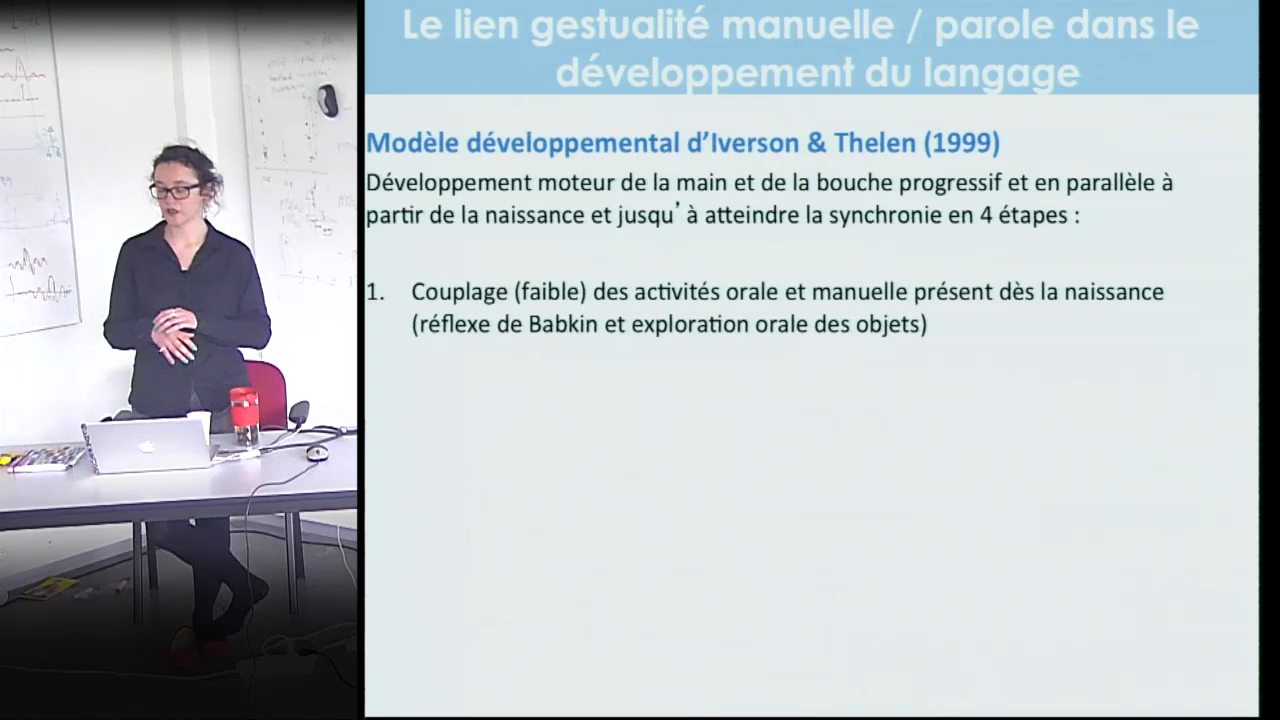 Le lien gestualité manuelle / parole dans le
développement du langage
Modèle développemental d’Iverson & Thelen (1999)
Développement moteur de la main et de la bouche progressif et en parallèle à
partir de la naissance et jusqu’ à atteindre la synchronie en 4 étapes :
1. Couplage (faible) des activités orale et manuelle présent dès la naissance
(réflexe de Babkin et exploration orale des objets)